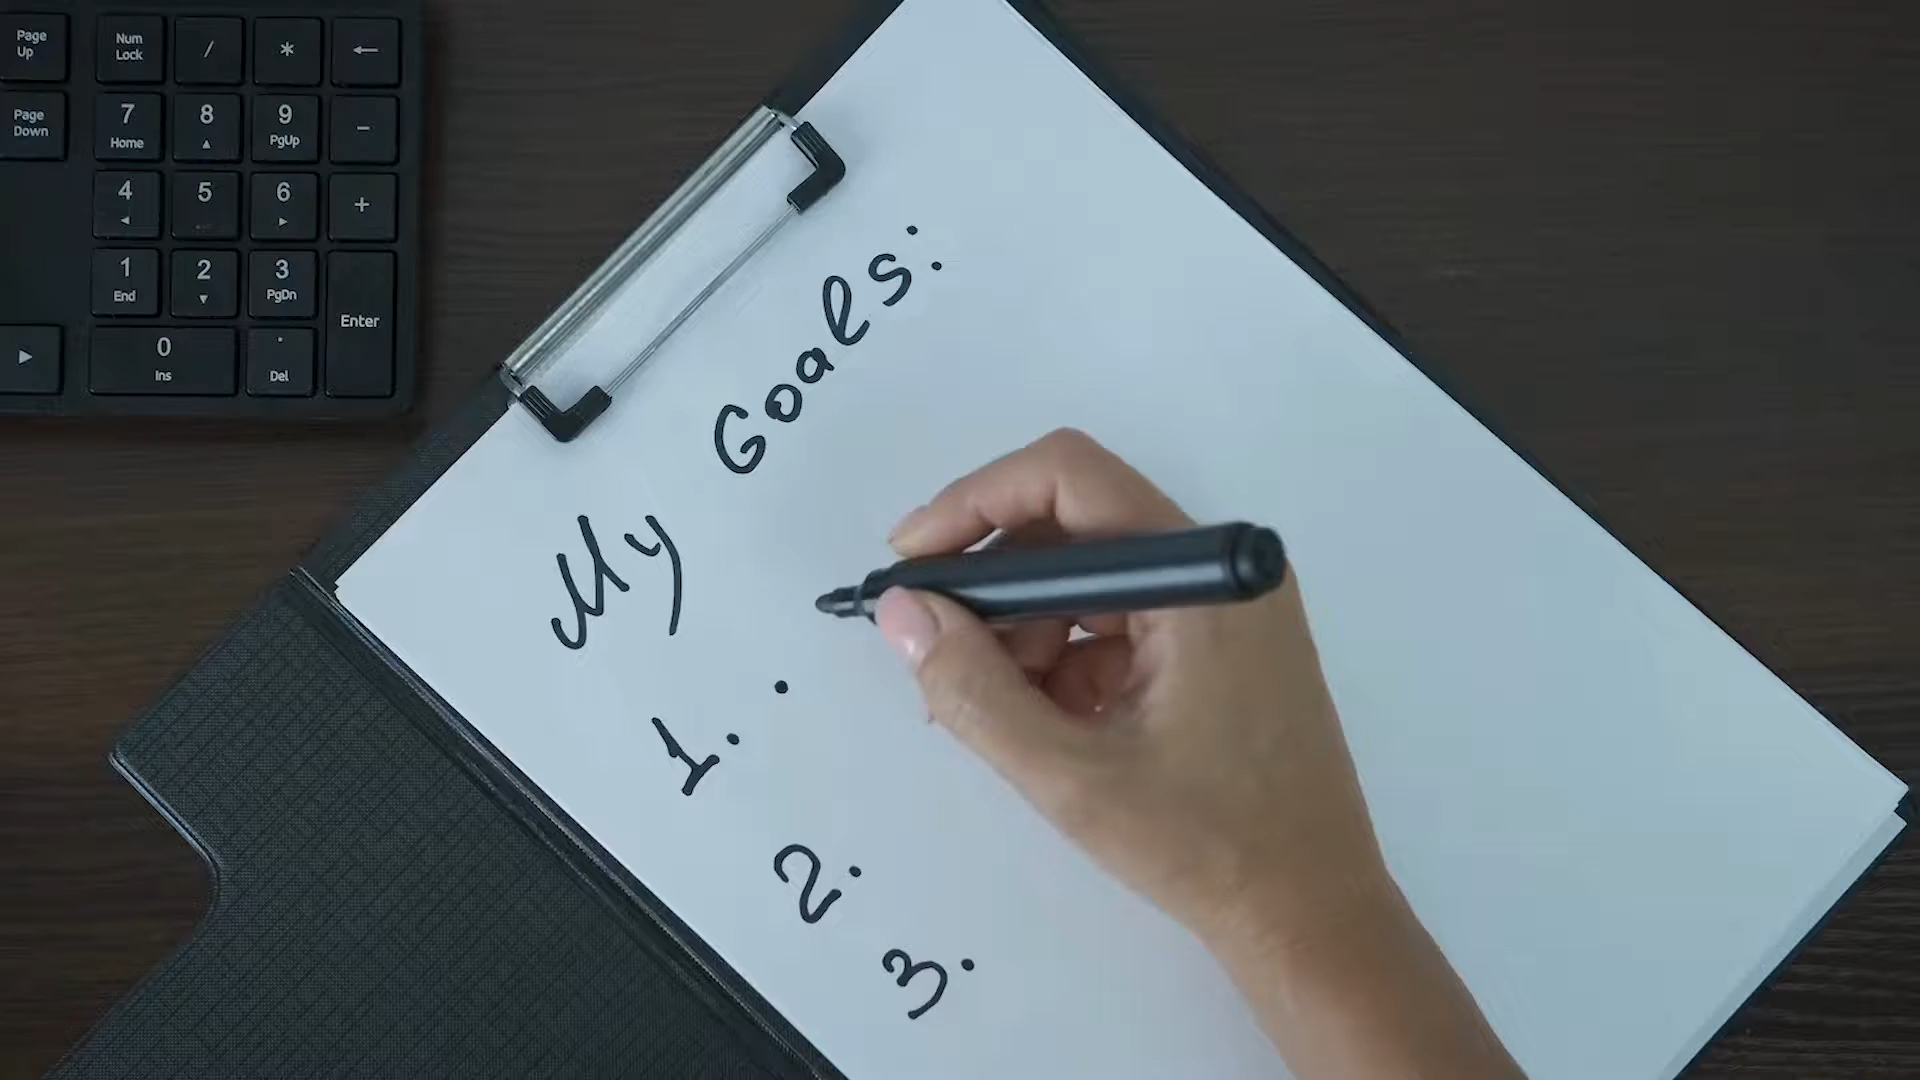 Page Up
Num Lock
/
*
←
Page Down
7 Home
8 ▲
9 PgUp
-
4 ◄
5
6 ►
+
1 End
2 ▼
3 PgDn
Enter
►
0 Ins
. Del
My Goals:
1. .
2.
3.